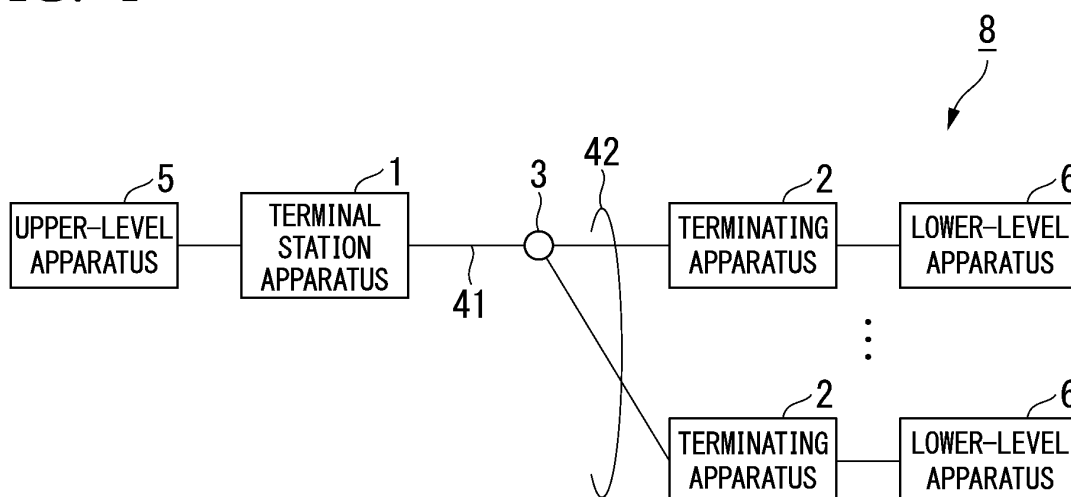 8
5
1
3
42
2
6
UPPER-LEVEL
APPARATUS
TERMINAL
STATION
APPARATUS
41
TERMINATING
APPARATUS
LOWER-LEVEL
APPARATUS
2
6
TERMINATING
APPARATUS
LOWER-LEVEL
APPARATUS